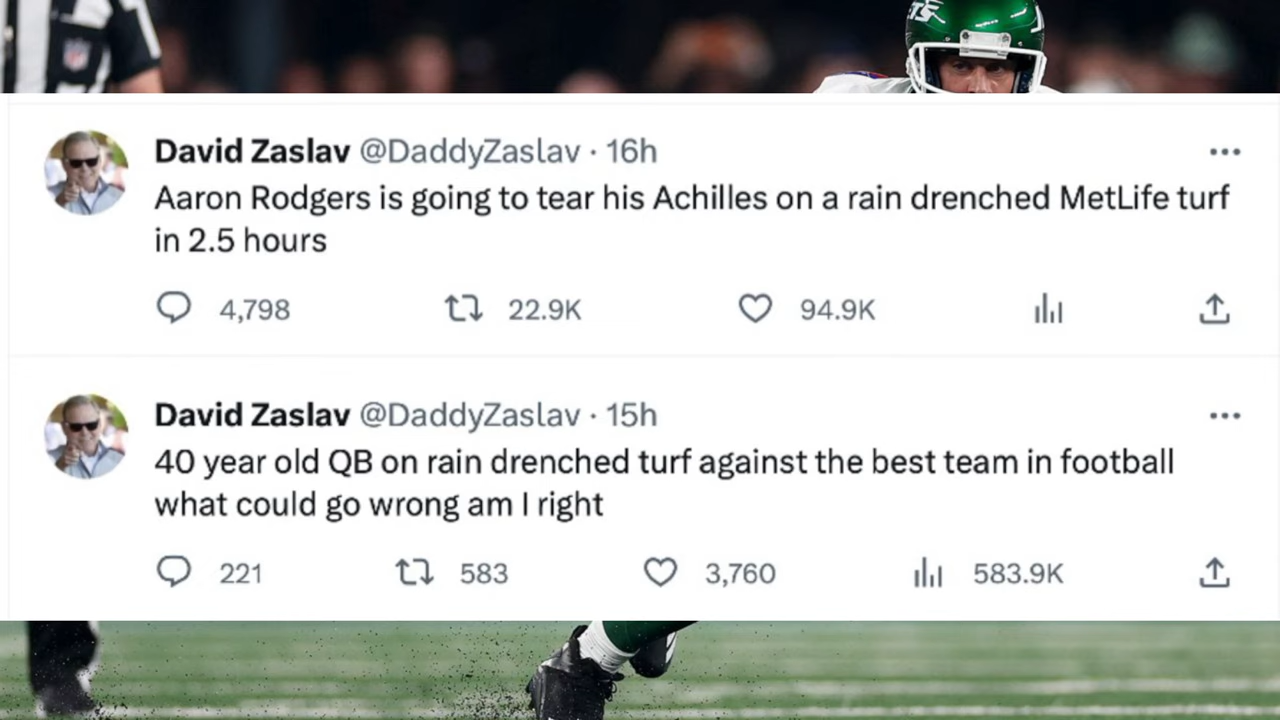 David Zaslav @DaddyZaslav · 16h
Aaron Rodgers is going to tear his Achilles on a rain drenched MetLife turf
in 2.5 hours
4,798 22.9K 94.9K
David Zaslav @DaddyZaslav · 15h
40 year old QB on rain drenched turf against the best team in football
what could go wrong am I right
221 583 3,760 583.9K